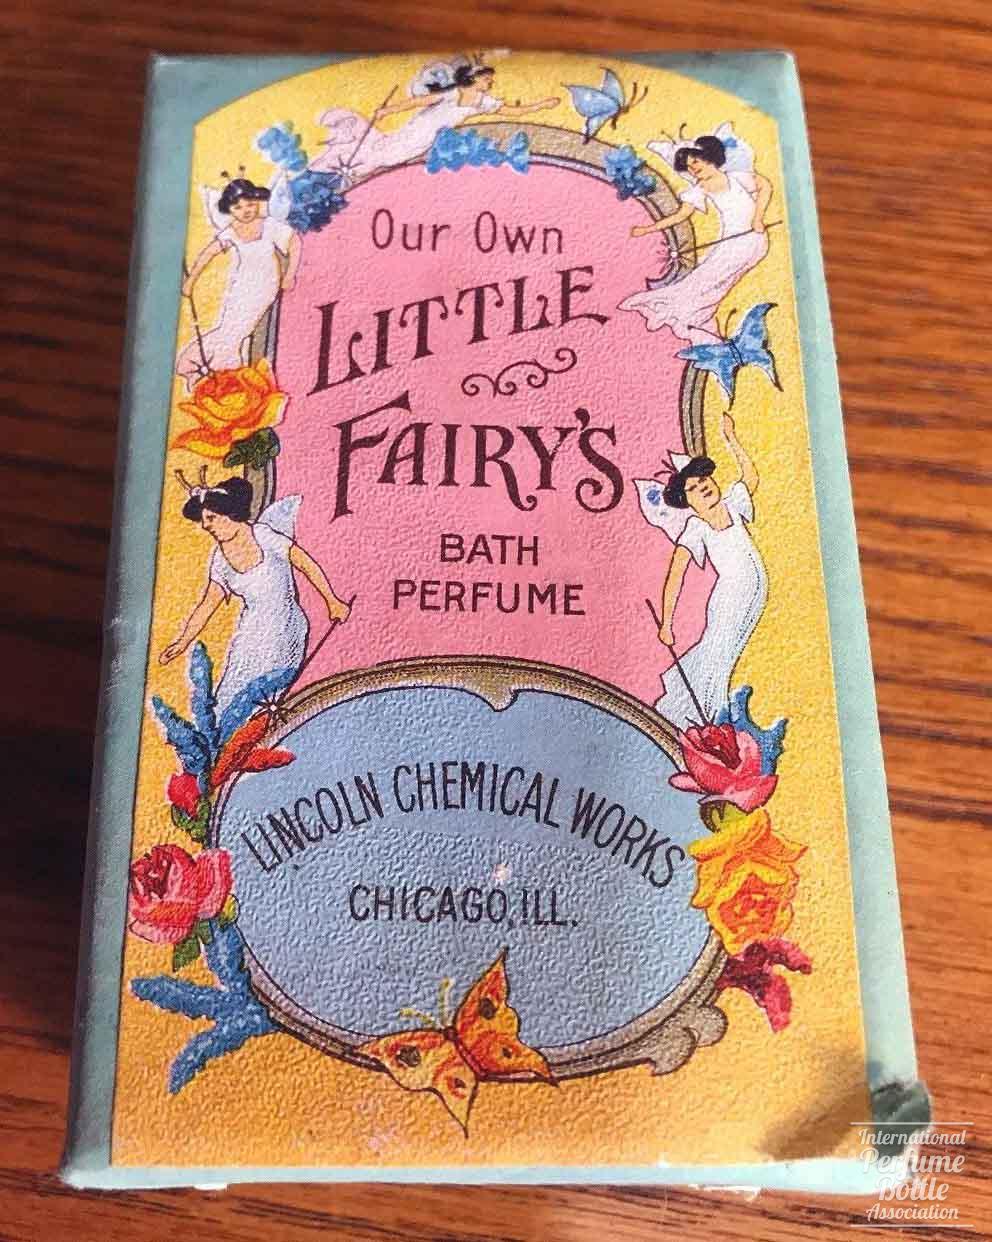 Our Own
LITTLE
FAIRY'S
BATH
PERFUME
LINCOLN CHEMICAL WORKS
CHICAGO, ILL.
International
Perfume
Bottle
Association